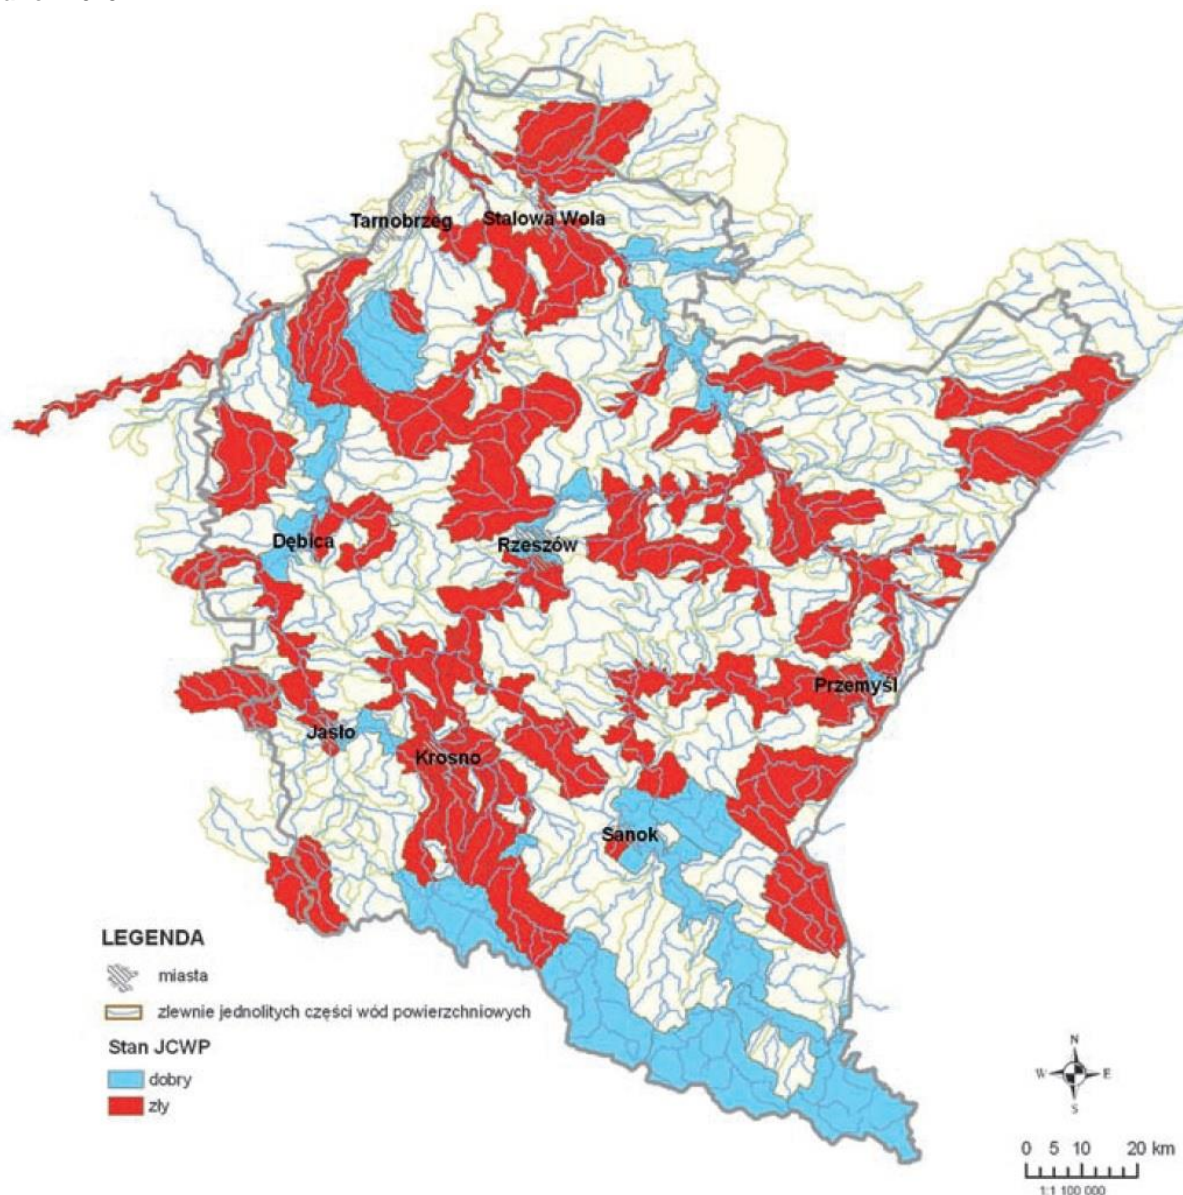 Tarnobrzeg
Stalowa Wola
Dębica
Rzeszów
Przemyśl
Jasło
Krosno
Sanok
LEGENDA
miasta
zlewnie jednolitych części wód powierzchniowych
Stan JCWP
dobry
zły
N
W E
S
0 5 10 20 km
1:1 100 000